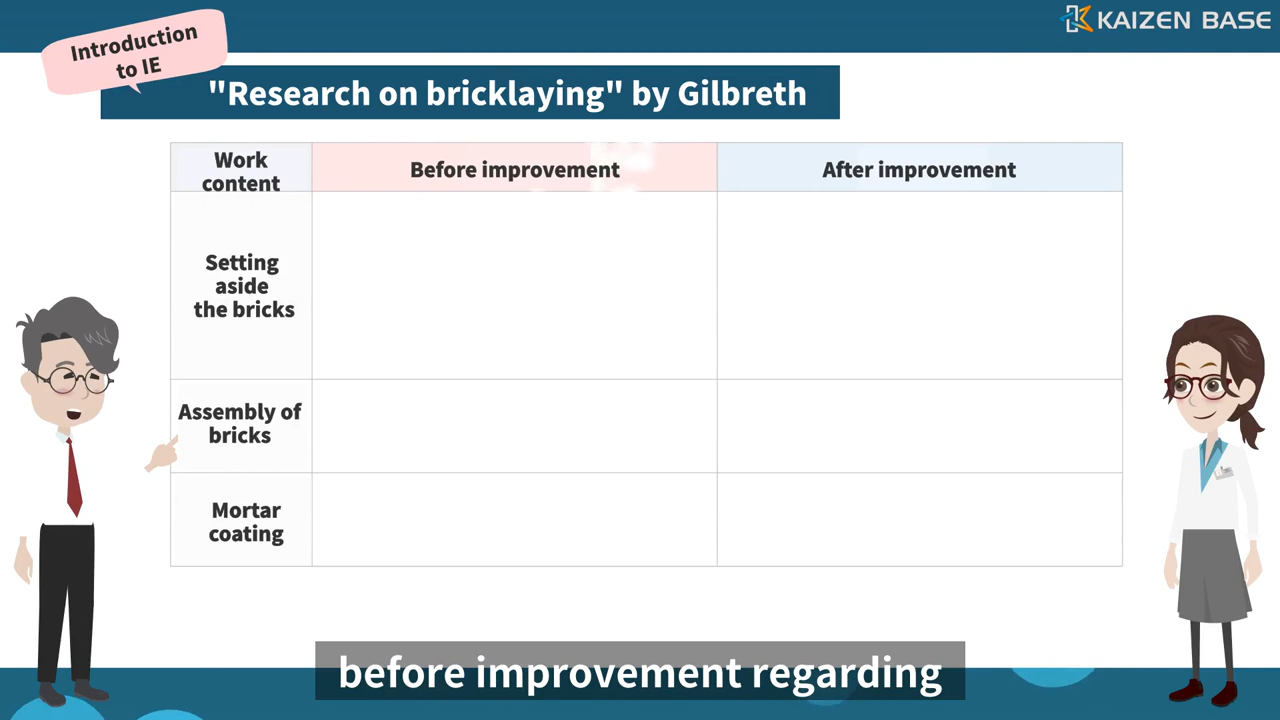 KAIZEN BASE
Introduction
to IE
"Research on bricklaying" by Gilbreth
Work
content
Before improvement
After improvement
Setting
aside
the bricks
Assembly of
bricks
Mortar
coating
before improvement regarding